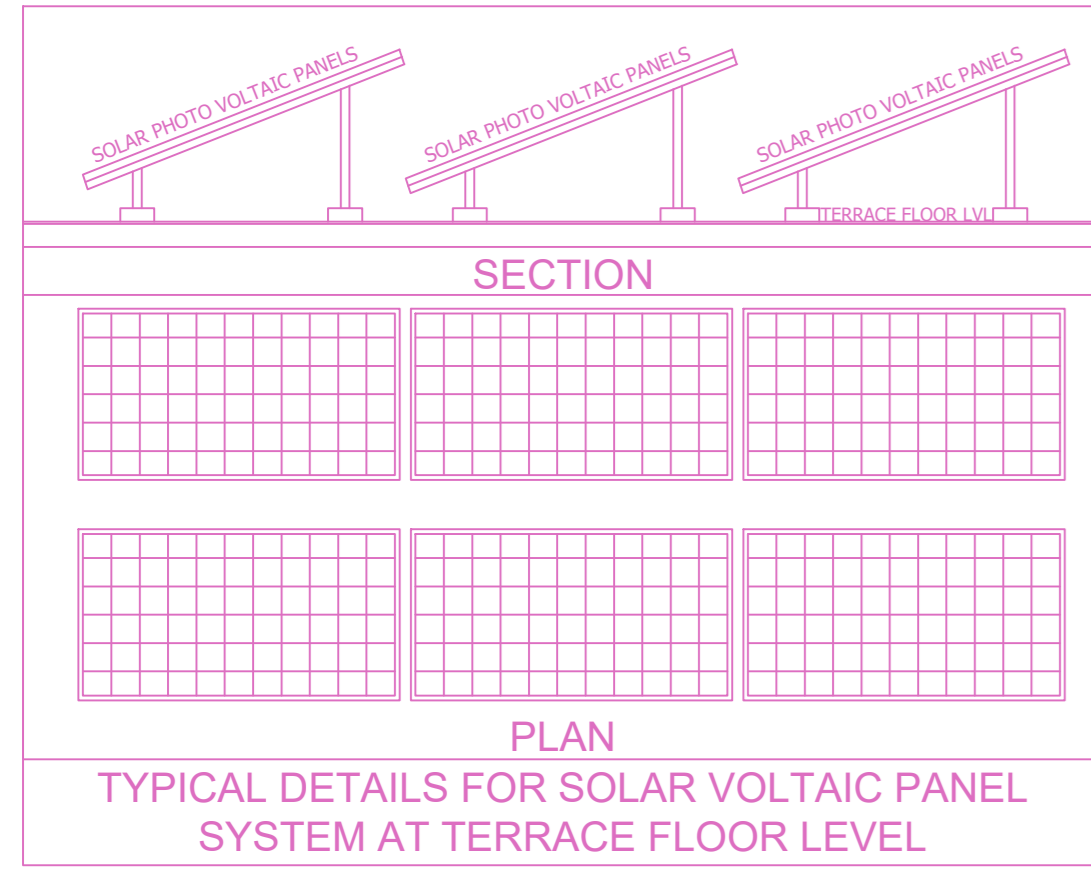 SOLAR PHOTO VOLTAIC PANELS
SOLAR PHOTO VOLTAIC PANELS
SOLAR PHOTO VOLTAIC PANELS
TERRACE FLOOR LVL
SECTION
PLAN
TYPICAL DETAILS FOR SOLAR VOLTAIC PANEL
SYSTEM AT TERRACE FLOOR LEVEL